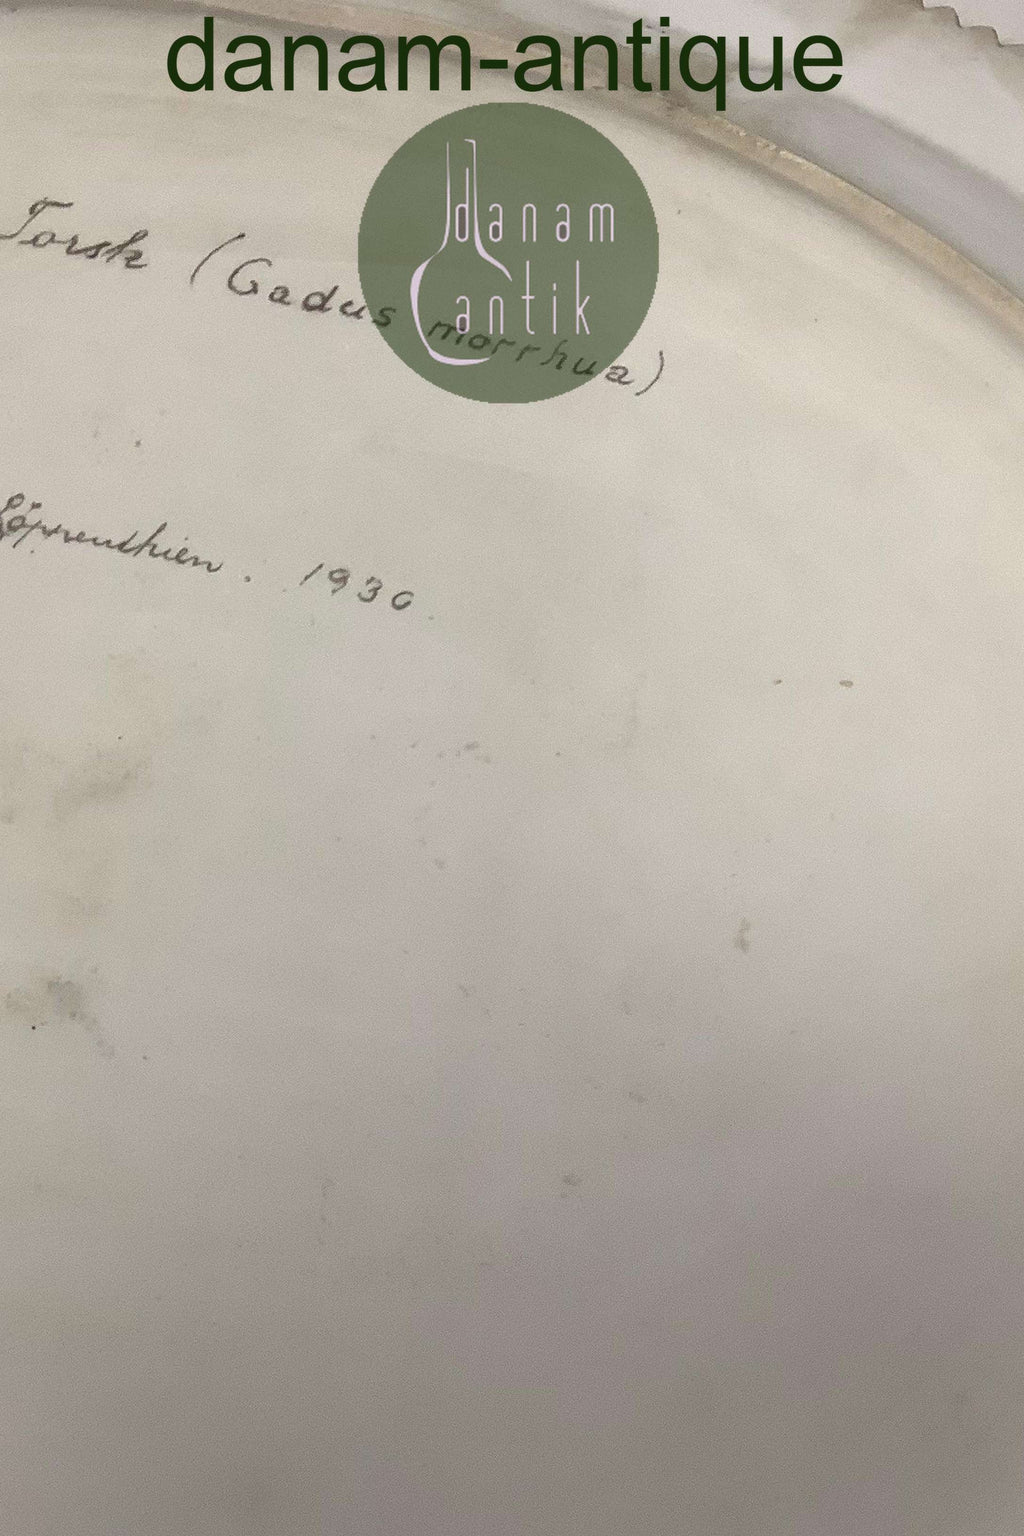 danam-antique
danam
antik
Torsk (Gadus morrhua)
1930